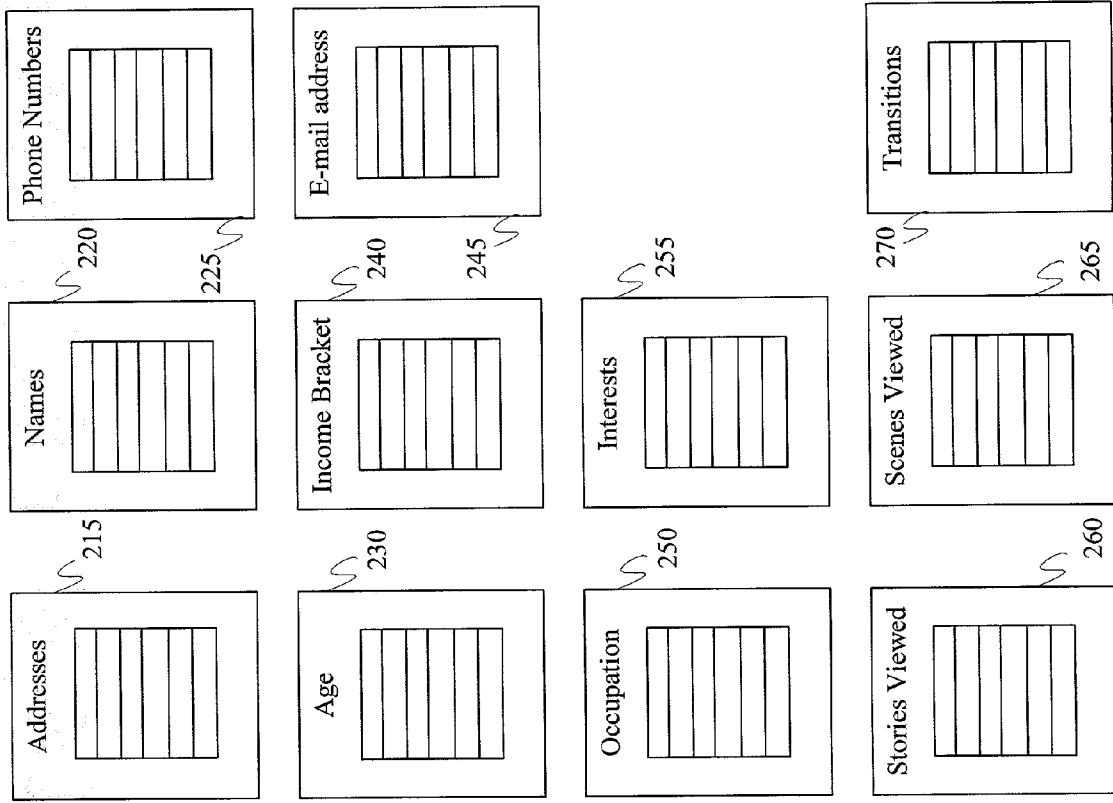 Addresses
215
Names
220
Phone Numbers
225
Age
230
Income Bracket
240
E-mail address
245
Occupation
250
Interests
255
Stories Viewed
260
Scenes Viewed
265
Transitions
270